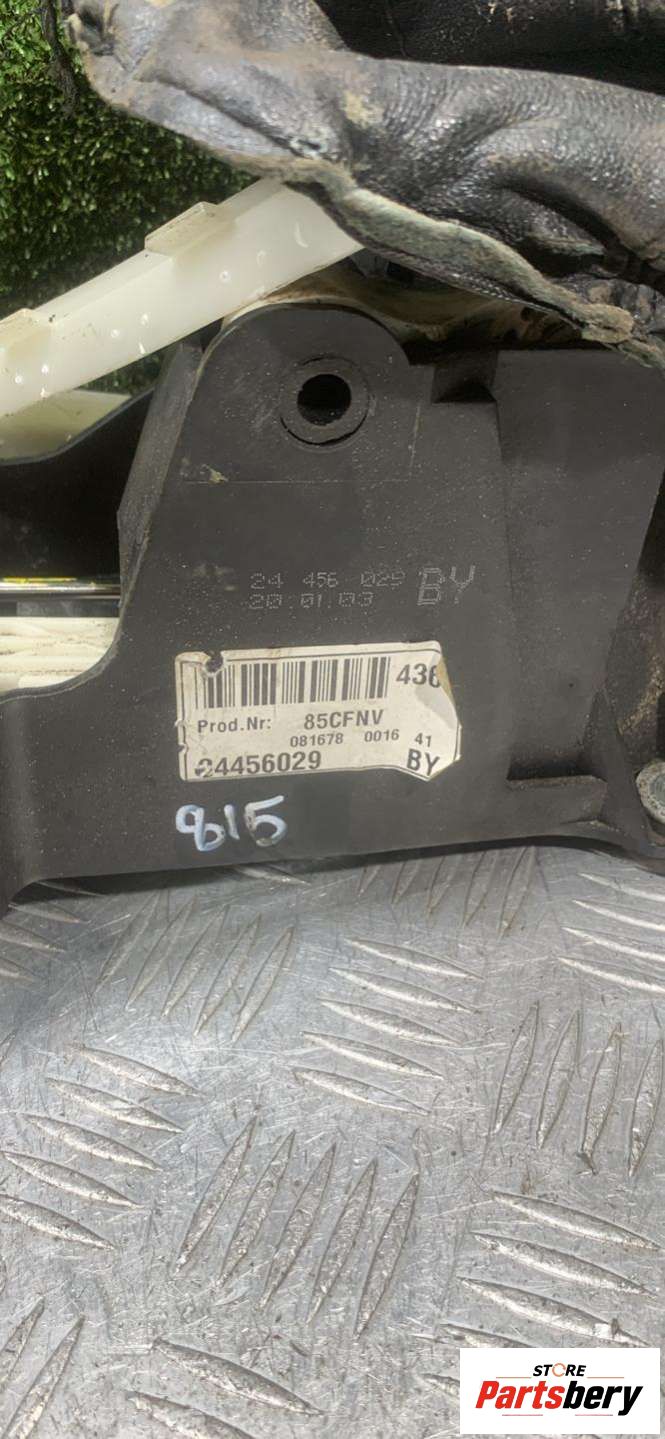 24 456 029 BY
20.01.03
436
Prod.Nr: 85CFNV
081678 0016 41
24456029 BY
815
STORE
Partsbery